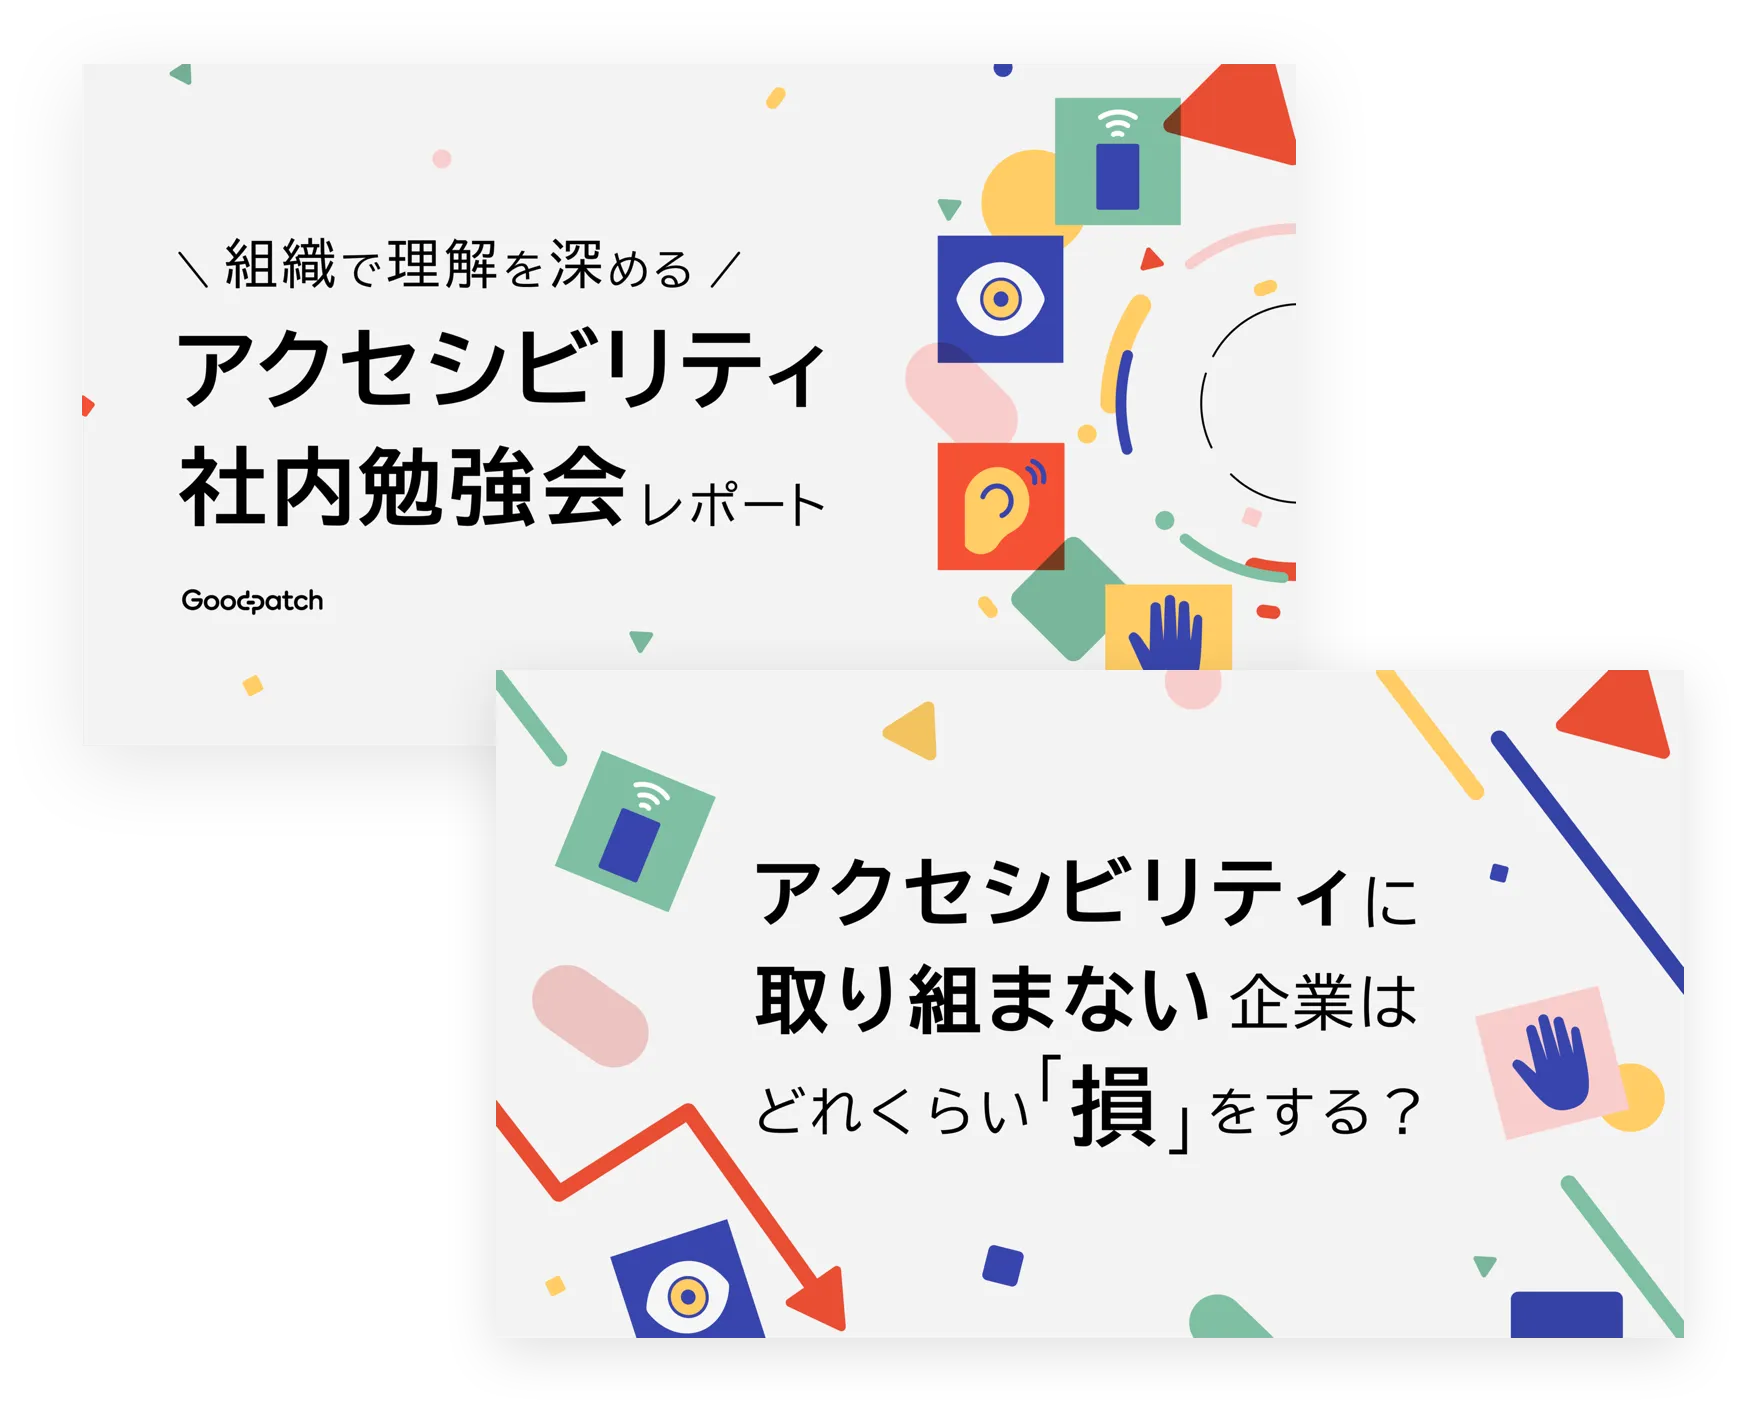 \ 組織で理解を深める /
アクセシビリティ
社内勉強会レポート
Goodpatch
アクセシビリティに
取り組まない企業は
どれくらい「損」をする？